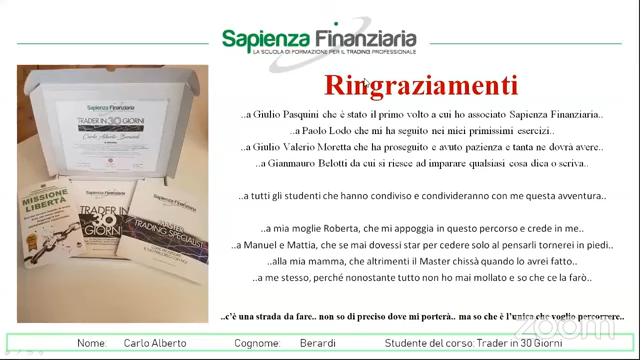 Sapienza Finanziaria
LA SCUOLA DI FORMAZIONE PER IL TRADING PROFESSIONALE
Ringraziamenti
..a Giulio Pasquini che è stato il primo volto a cui ho associato Sapienza Finanziaria..
..a Paolo Lodo che mi ha seguito nei miei primissimi esercizi..
..a Giulio Valerio Moretta che ha proseguito e avuto pazienza e tanta ne dovrà avere..
..a Gianmauro Belotti da cui si riesce ad imparare qualsiasi cosa dica o scriva..
..a tutti gli studenti che hanno condiviso e condivideranno con me questa avventura..
..a mia moglie Roberta, che mi appoggia in questo percorso e crede in me..
..a Manuel e Mattia, che se mai dovessi star per cedere solo al pensarli tornerei in piedi..
..alla mia mamma, che altrimenti il Master chissà quando lo avrei fatto..
..a me stesso, perché nonostante tutto non ho mai mollato e so che ce la farò..
..c'è una strada da fare.. non so di preciso dove mi porterà.. ma so che è l'unica che voglio percorrere..
Sapienza Finanziaria
TRADER IN 30 GIORNI
Carlo Alberto Berardi
MISSIONE
LIBERTÀ
Sapienza Finanziaria
TRADER IN
30
GIORNI
MASTER
TRADING SPECIALIST
zoom
Nome: Carlo Alberto Cognome: Berardi Studente del corso: Trader in 30 Giorni